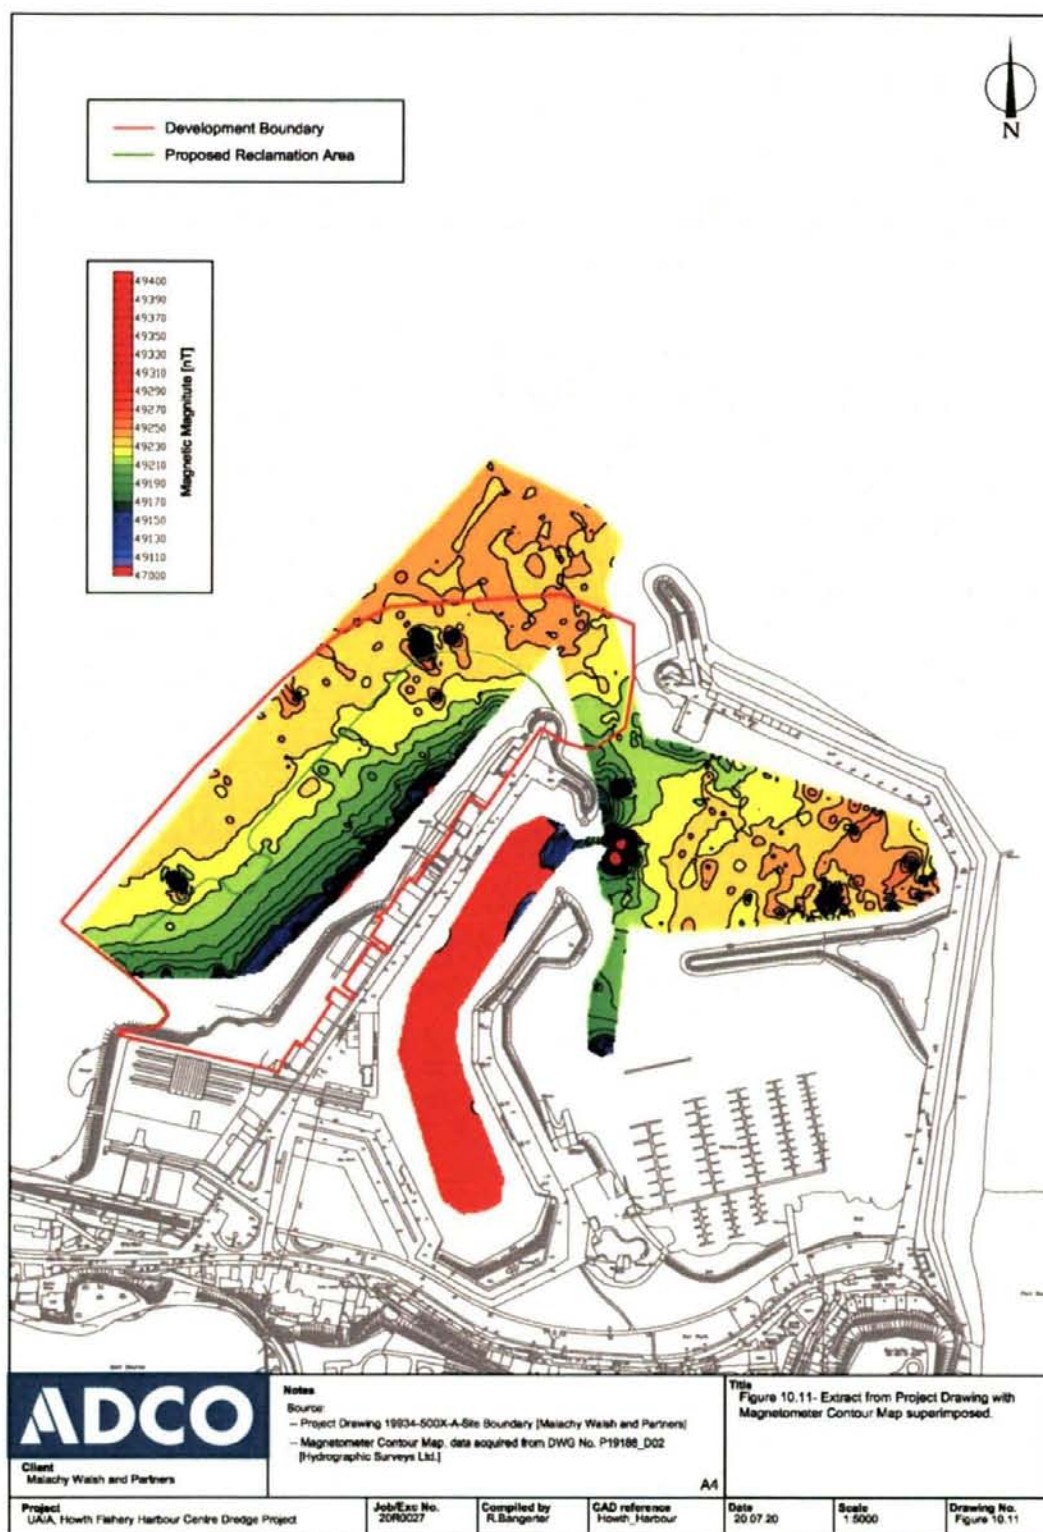 N
Development Boundary
Proposed Reclamation Area
49400
49390
49370
49350
49330
49310
49290
49270
49250
49230
49210
49190
49170
49150
49130
49110
47000
Magnetic Magnitute [nT]
ADCO
Client
Malachy Walsh and Partners
Notes
Source:
-- Project Drawing 19934-500X-A-Site Boundary [Malachy Walsh and Partners]
-- Magnetometer Contour Map, data acquired from DWG No. P19186_D02
[Hydrographic Surveys Ltd.]
A4
Title
Figure 10.11- Extract from Project Drawing with
Magnetometer Contour Map superimposed.
Project
UAIA, Howth Fishery Harbour Centre Dredge Project
Job/Exc No.
20R0027
Compiled by
R.Bangerter
CAD reference
Howth_Harbour
Date
20.07.20
Scale
1:5000
Drawing No.
Figure 10.11